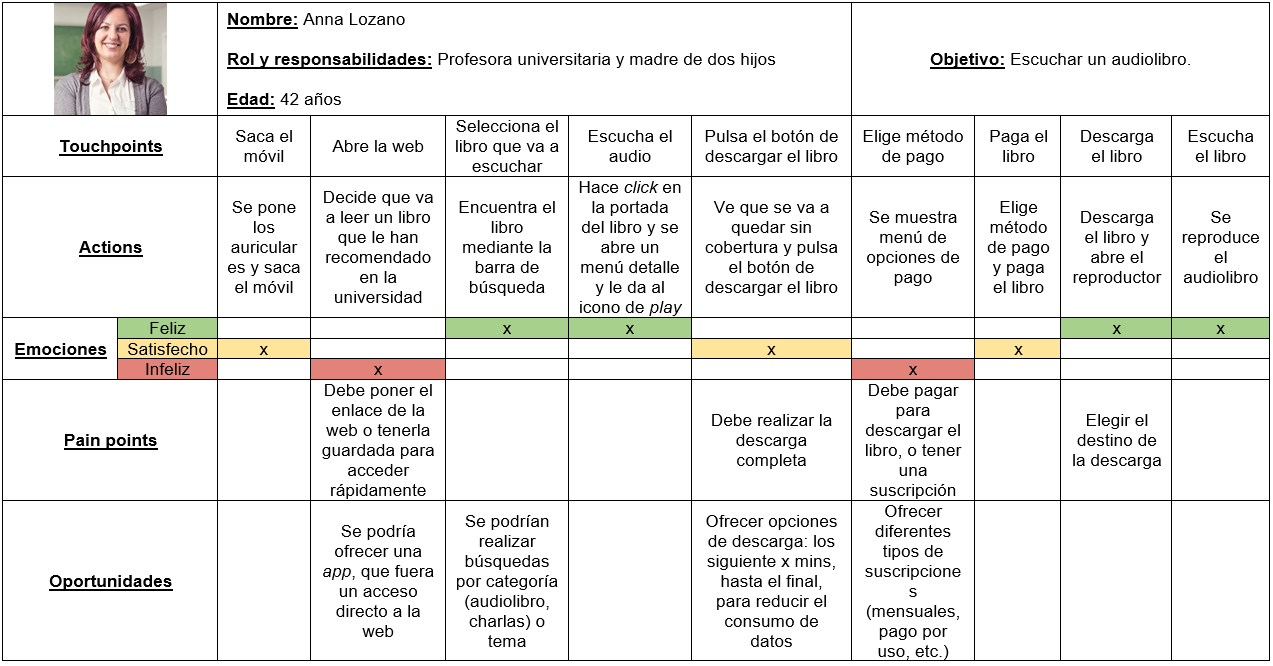 Nombre: Anna Lozano
Rol y responsabilidades: Profesora universitaria y madre de dos hijos
Edad: 42 años
Objetivo: Escuchar un audiolibro.
Touchpoints
Saca el
móvil
Abre la web
Selecciona el
libro que va a
escuchar
Escucha el
audio
Pulsa el botón de
descargar el libro
Elige método
de pago
Paga el
libro
Descarga
el libro
Escucha
el libro
Actions
Se pone
los
auricular
es y saca
el móvil
Decide que va
a leer un libro
que le han
recomendado
en la
universidad
Encuentra el
libro
mediante la
barra de
búsqueda
Hace click en
la portada
del libro y se
abre un
menú detalle
y le da al
icono de play
Ve que se va a
quedar sin
cobertura y pulsa
el botón de
descargar el libro
Se muestra
menú de
opciones de
pago
Elige
método
de pago
y paga
el libro
Descarga
el libro y
abre el
reproductor
Se
reproduce
el
audiolibro
Emociones
Feliz
x
x
x
x
Satisfecho
x
x
x
Infeliz
x
x
Pain points
Debe poner el
enlace de la
web o tenerla
guardada para
acceder
rápidamente
Debe realizar la
descarga
completa
Debe pagar
para
descargar el
libro, o tener
una
suscripción
Elegir el
destino de
la descarga
Oportunidades
Se podría
ofrecer una
app, que fuera
un acceso
directo a la
web
Se podrían
realizar
búsquedas
por categoría
(audiolibro,
charlas) o
tema
Ofrecer opciones
de descarga: los
siguiente x mins,
hasta el final,
para reducir el
consumo de
datos
Ofrecer
diferentes
tipos de
suscripcione
s
(mensuales,
pago por
uso, etc.)